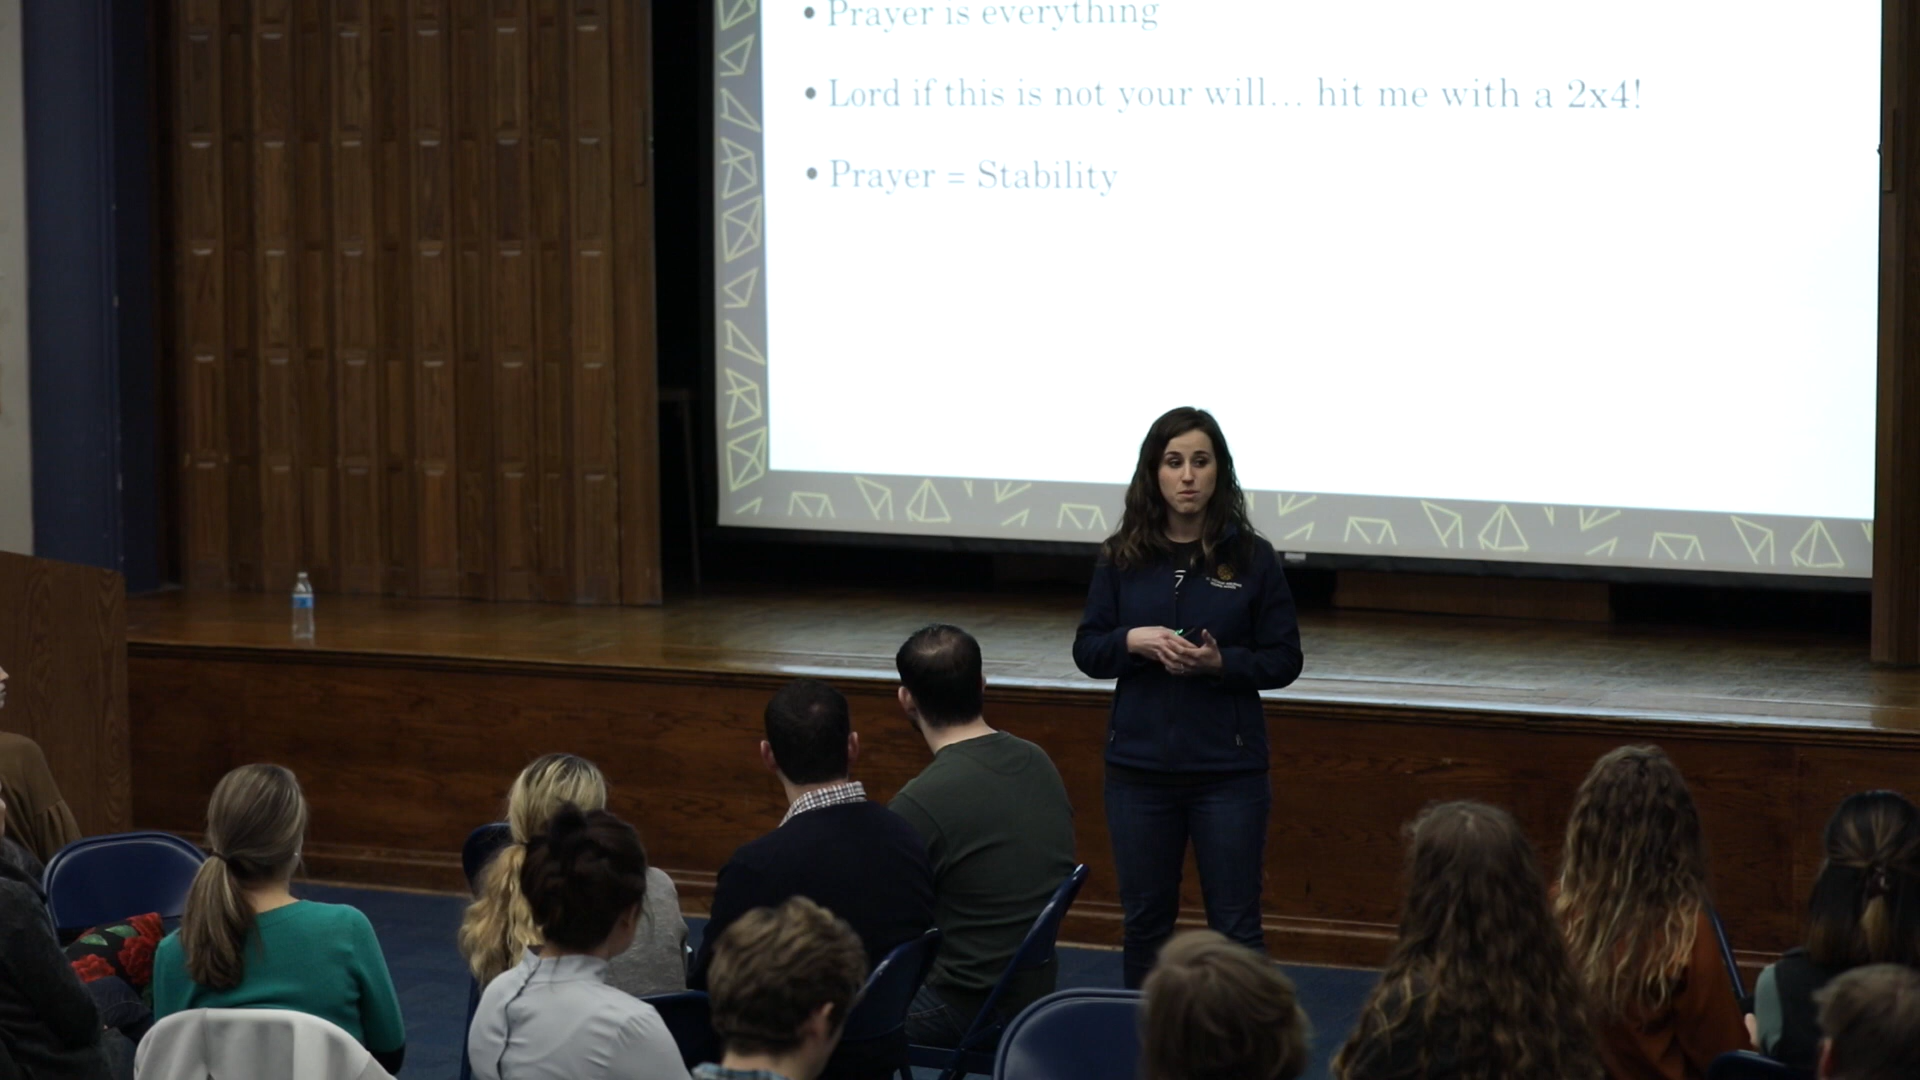 • Prayer is everything
• Lord if this is not your will... hit me with a 2x4!
• Prayer = Stability